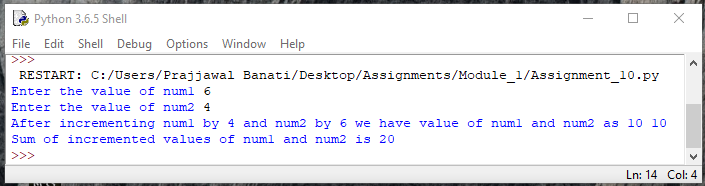 Python 3.6.5 Shell
File Edit Shell Debug Options Window Help
>>>
RESTART: C:/Users/Prajjawal Banati/Desktop/Assignments/Module_1/Assignment_10.py
Enter the value of num1 6
Enter the value of num2 4
After incrementing num1 by 4 and num2 by 6 we have value of num1 and num2 as 10 10
Sum of incremented values of num1 and num2 is 20
>>>
Ln: 14 Col: 4